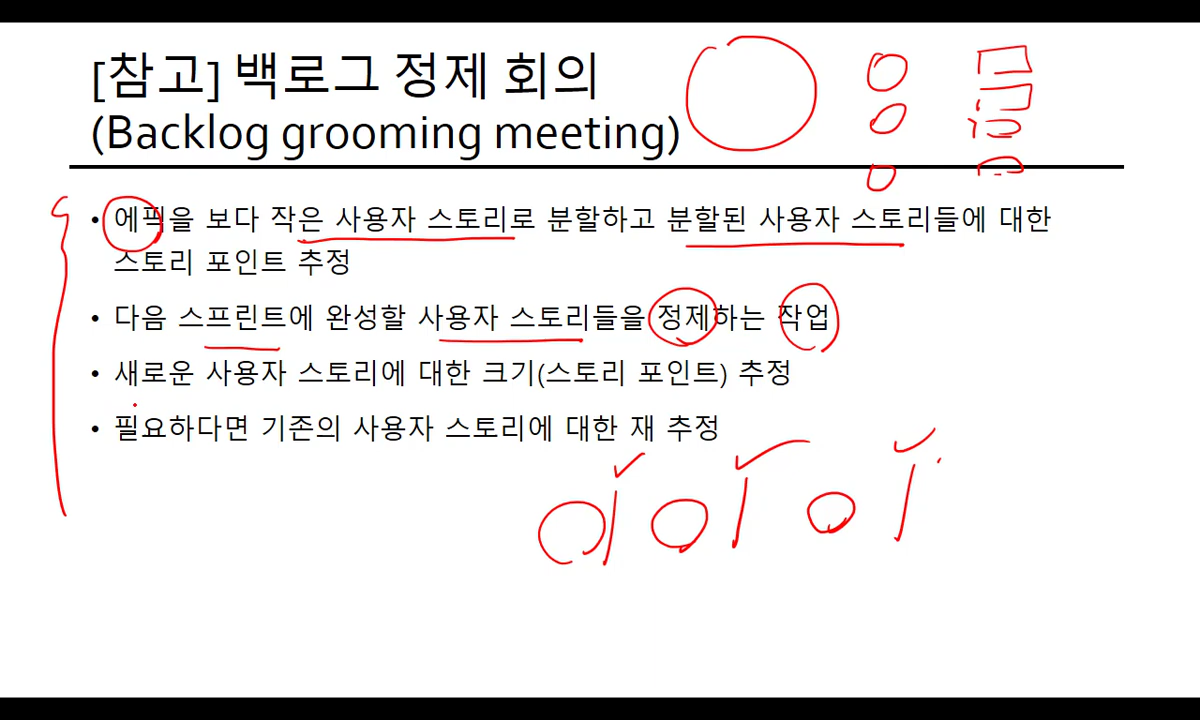 [참고] 백로그 정제 회의
(Backlog grooming meeting)
• 에픽을 보다 작은 사용자 스토리로 분할하고 분할된 사용자 스토리들에 대한
스토리 포인트 추정
• 다음 스프린트에 완성할 사용자 스토리들을 정제하는 작업
• 새로운 사용자 스토리에 대한 크기(스토리 포인트) 추정
• 필요하다면 기존의 사용자 스토리에 대한 재 추정